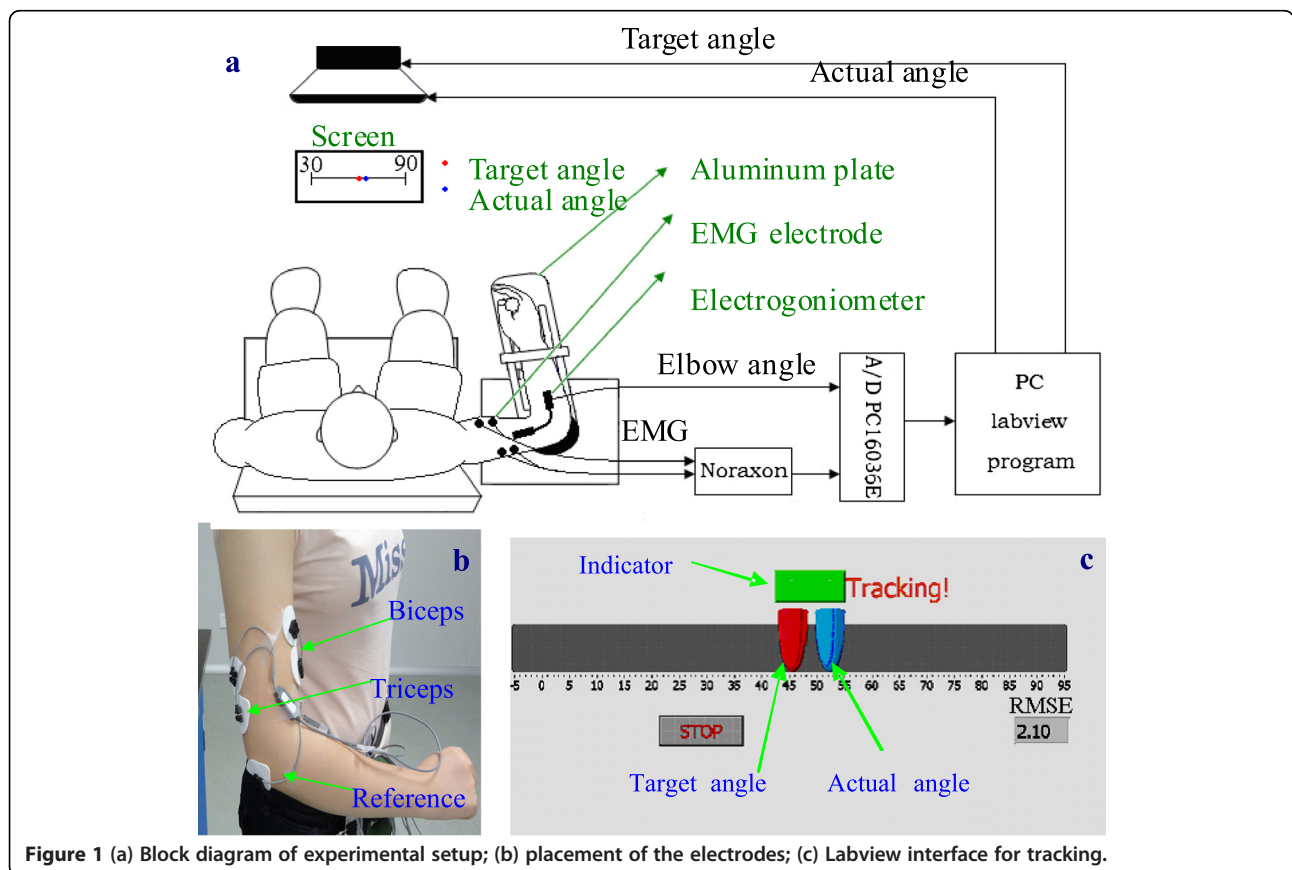 a
Target angle
Actual angle
Screen
30 90
Target angle
Actual angle
Aluminum plate
EMG electrode
Electrogoniometer
Elbow angle
EMG
Noraxon
A/D PC16036E
PC
labview
program
b
Miss
Biceps
Triceps
Reference
c
Indicator
Tracking!
-5 0 5 10 15 20 25 30 35 40 45 50 55 60 65 70 75 80 85 90 95
RMSE
2.10
STOP
Target angle
Actual angle
Figure 1 (a) Block diagram of experimental setup; (b) placement of the electrodes; (c) Labview interface for tracking.